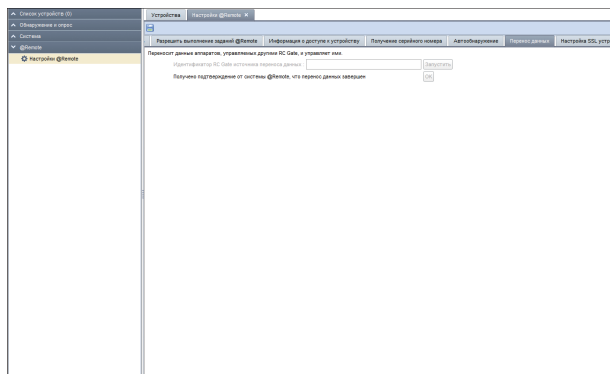 Список устройств (0)
Обнаружение и опрос
Система
@Remote
Настройки @Remote
Устройства
Настройки @Remote
Разрешить выполнение заданий @Remote
Информация о доступе к устройству
Получение серийного номера
Автообнаружение
Перенос данных
Настройка SSL устр
Переносит данные аппаратов, управляемых другими RC Gate, и управляет ими.
Идентификатор RC Gate источника переноса данных: Запустить
Получено подтверждение от системы @Remote, что перенос данных завершен OK